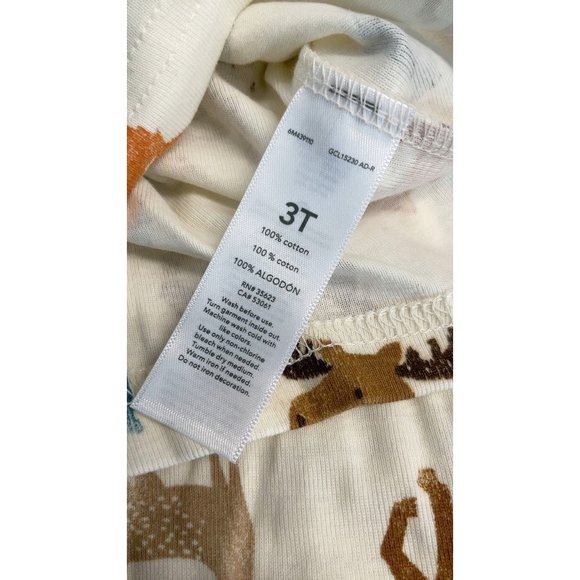 6M439110 GCL15230 AD-R
3T
100% cotton
100 % coton
100% ALGODÓN
RN# 35623
CA# 53061
Wash before use.
Turn garment inside out.
Machine wash cold with
like colors.
Use only non-chlorine
bleach when needed.
Tumble dry medium.
Warm iron if needed.
Do not iron decoration.